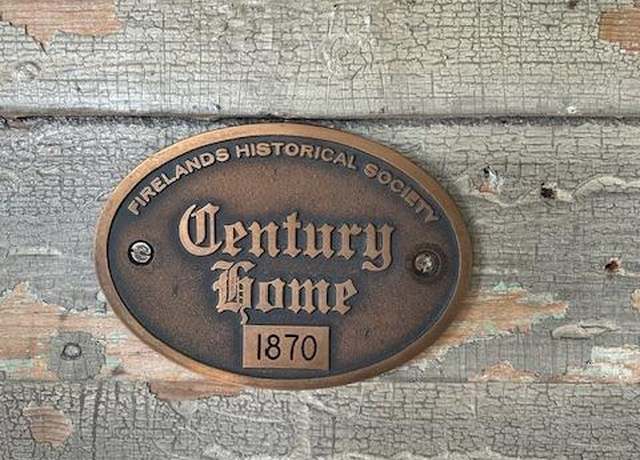 FIRELANDS HISTORICAL SOCIETY
Century
Home
1870